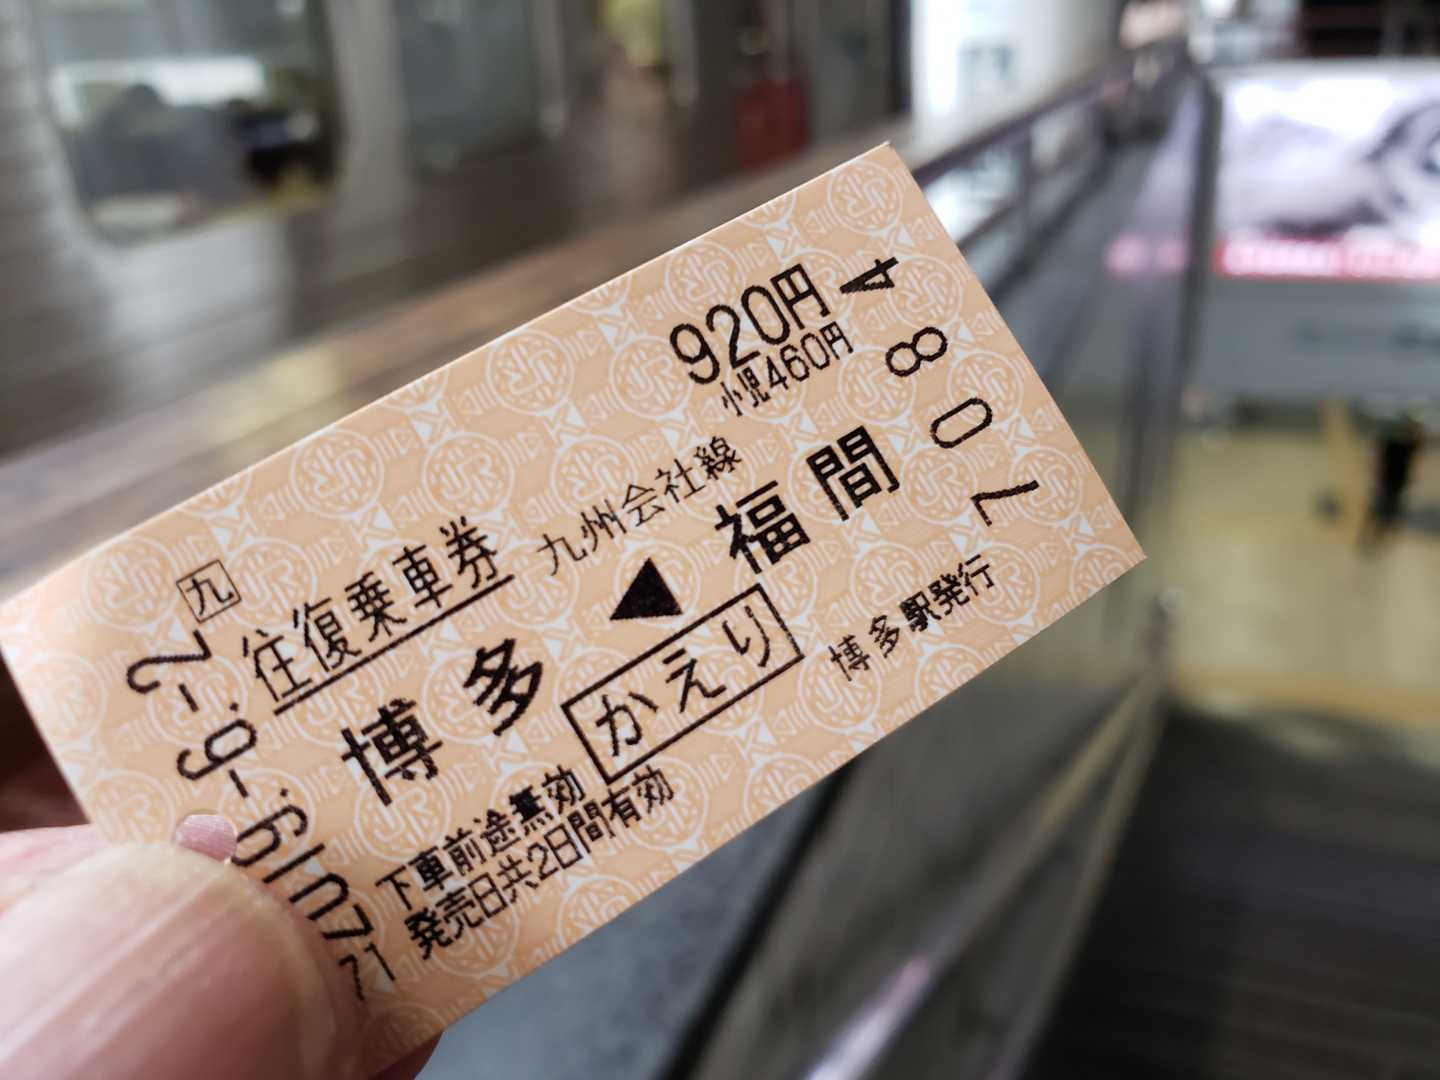 九
往復乗車券
920円
小児460円
九州会社線
博多 ◀ 福間
かえり
下車前途無効
発売日共2日間有効
博多駅発行
7084